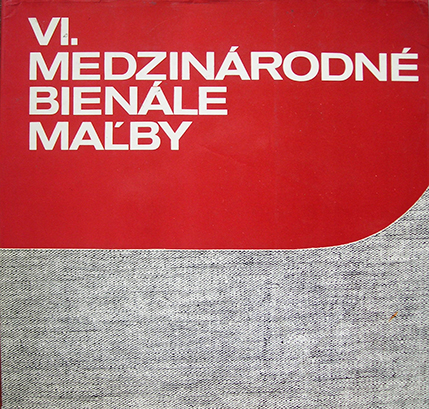 VI.
MEDZINÁRODNÉ
BIENÁLE
MAĽBY